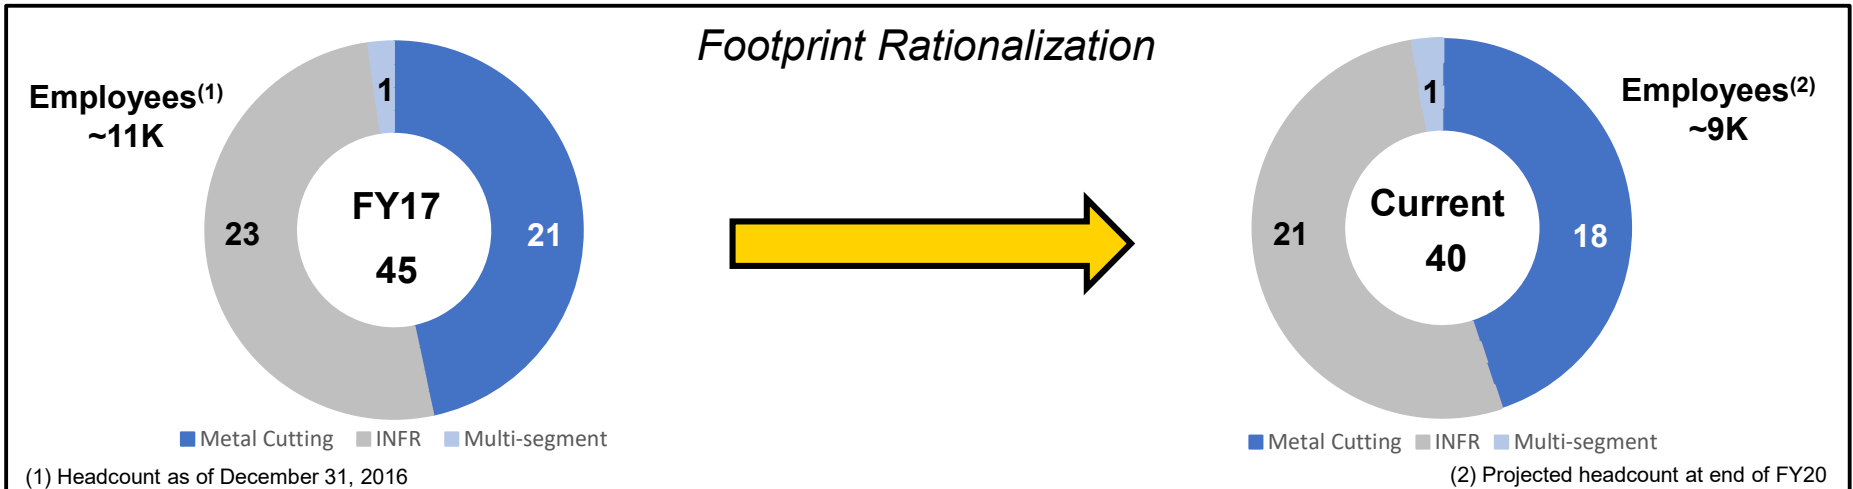 Footprint Rationalization
Employees(1)
~11K
1
23
21
FY17
45
Metal Cutting INFR Multi-segment
(1) Headcount as of December 31, 2016
Employees(2)
~9K
1
21
18
Current
40
Metal Cutting INFR Multi-segment
(2) Projected headcount at end of FY20